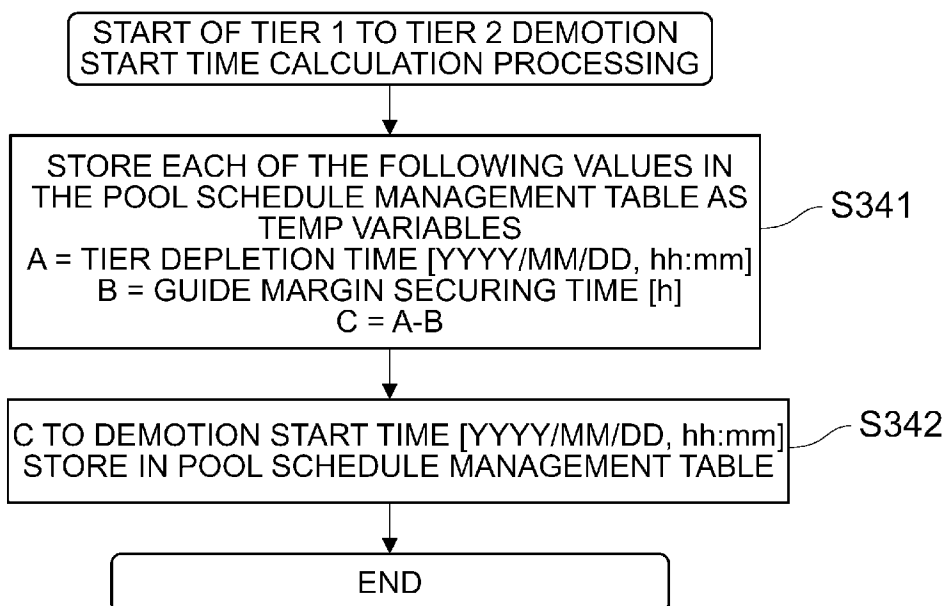 START OF TIER 1 TO TIER 2 DEMOTION
START TIME CALCULATION PROCESSING
STORE EACH OF THE FOLLOWING VALUES IN
THE POOL SCHEDULE MANAGEMENT TABLE AS
TEMP VARIABLES
A = TIER DEPLETION TIME [YYYY/MM/DD, hh:mm]
B = GUIDE MARGIN SECURING TIME [h]
C = A-B
S341
C TO DEMOTION START TIME [YYYY/MM/DD, hh:mm]
STORE IN POOL SCHEDULE MANAGEMENT TABLE
S342
END